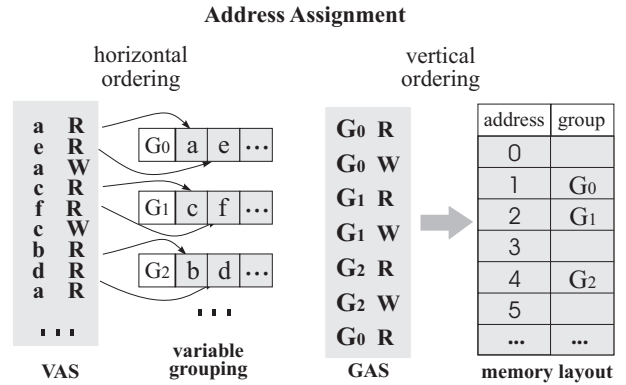 Address Assignment
horizontal
ordering
a R
e R
a W
c R
f R
c W
b R
d R
a R
...
VAS
G0 a e ...
G1 c f ...
G2 b d ...
...
variable
grouping
vertical
ordering
G0 R
G0 W
G1 R
G1 W
G2 R
G2 W
G0 R
GAS
address group
0
1 G0
2 G1
3
4 G2
5
... ...
memory layout